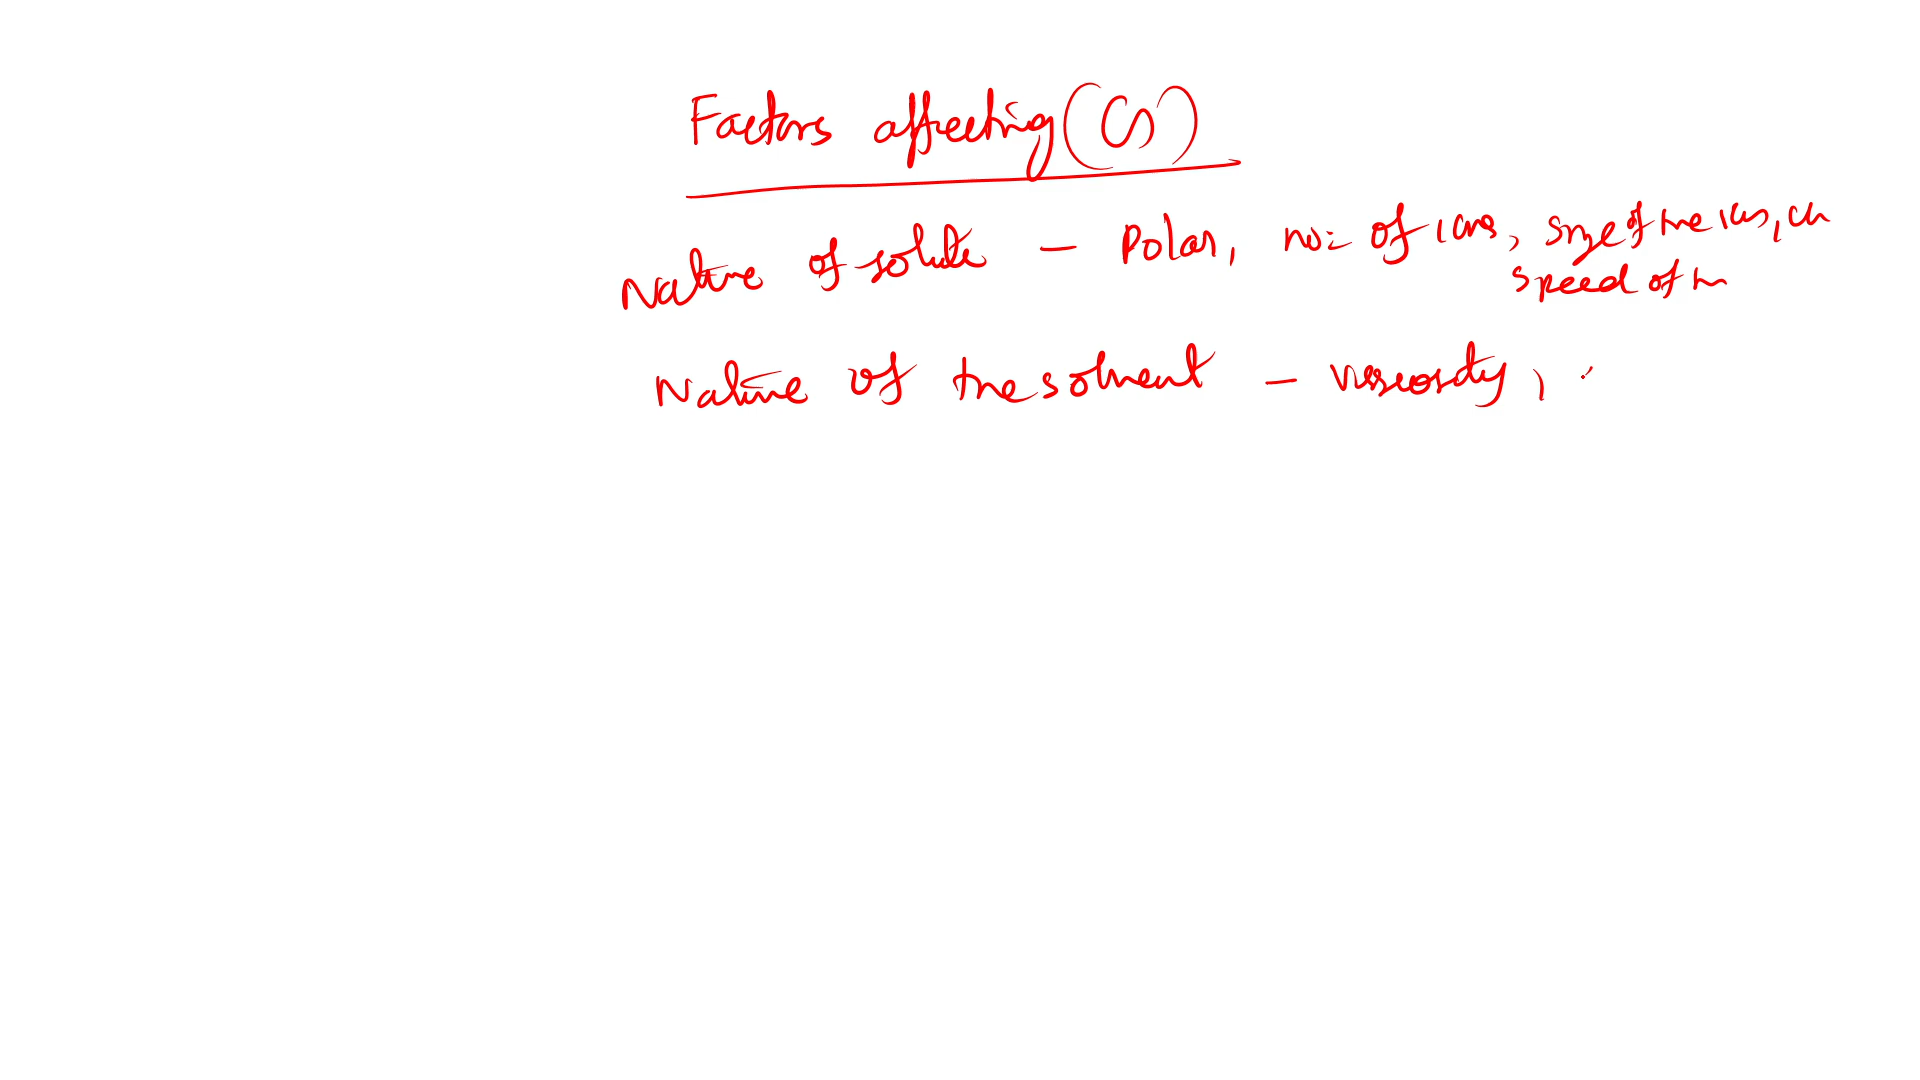 Factors affecting (G)
Nature of solute - Polar, no: of ions, size of the ions, ch
speed of
Nature of the solvent - viscosity,